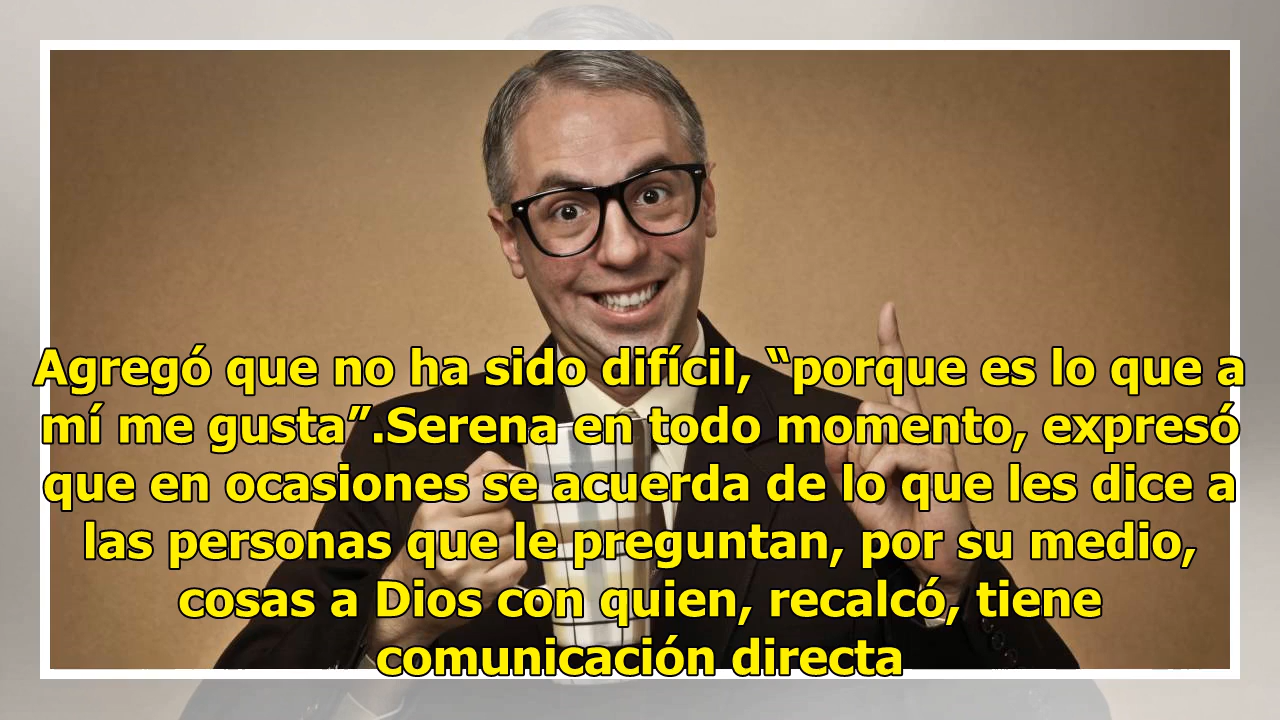 Agregó que no ha sido difícil, “porque es lo que a
mí me gusta”.Serena en todo momento, expresó
que en ocasiones se acuerda de lo que les dice a
las personas que le preguntan, por su medio,
cosas a Dios con quien, recalcó, tiene
comunicación directa